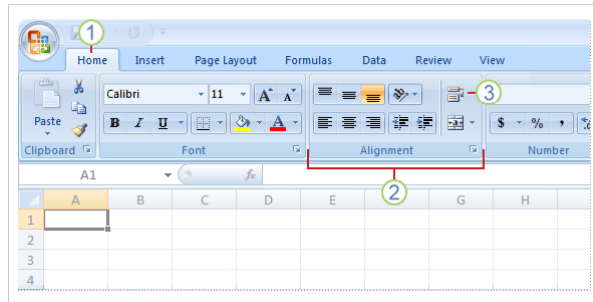 1
Home Insert Page Layout Formulas Data Review View
Calibri 11 A A 3
Paste B I U A a $ % ,
Clipboard Font Alignment Number
2
A1 fx
A B C D E G H
1
2
3
4